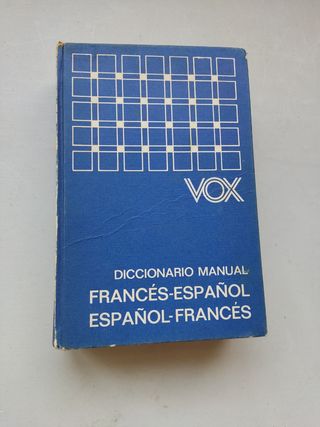 VOX
DICCIONARIO MANUAL
FRANCÉS-ESPAÑOL
ESPAÑOL-FRANCÉS